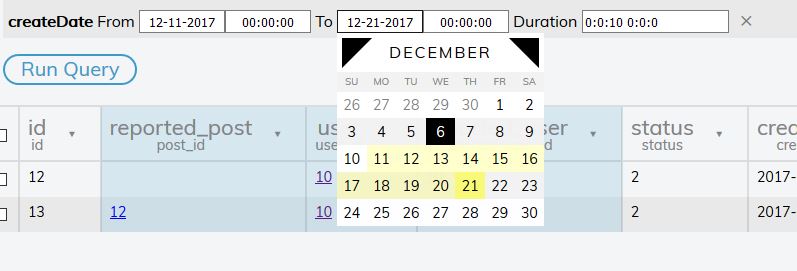 createDate From 12-11-2017 00:00:00 To 12-21-2017 00:00:00 Duration 0:0:10 0:0:0 ×
Run Query
DECEMBER
SU MO TU WE TH FR SA
26 27 28 29 30 1 2
3 4 5 6 7 8 9
10 11 12 13 14 15 16
17 18 19 20 21 22 23
24 25 26 27 28 29 30
id reported_post us ser status crea
id post_id use d status cre
12 10 2 2017-
13 12 10 2 2017-